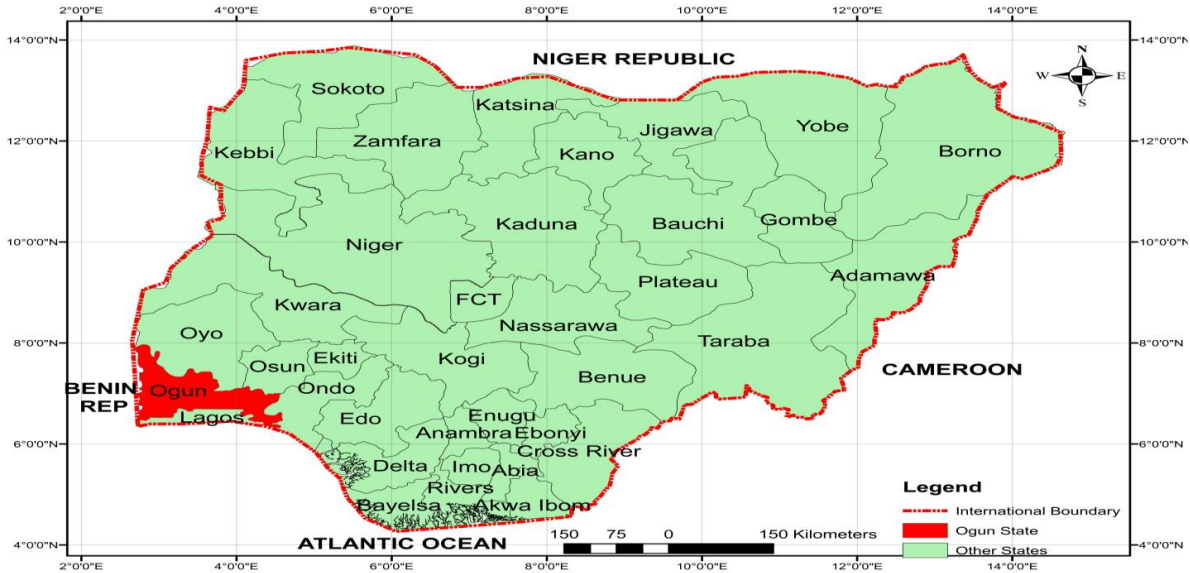 2°0'0"E 4°0'0"E 6°0'0"E 8°0'0"E 10°0'0"E 12°0'0"E 14°0'0"E
14°0'0"N 14°0'0"N
NIGER REPUBLIC
N
W E
S
Sokoto
Katsina
Zamfara
Jigawa
Yobe
12°0'0"N 12°0'0"N
Kebbi
Kano
Borno
Kaduna
Bauchi
Gombe
Niger
10°0'0"N 10°0'0"N
Plateau
Adamawa
FCT
Kwara
Nassarawa
Oyo
Taraba
8°0'0"N 8°0'0"N
Osun
Ekiti
Kogi
Benue
CAMEROON
BENIN
REP
Ogun
Ondo
Lagos
Edo
Enugu
Anambra
Ebonyi
6°0'0"N 6°0'0"N
Cross River
Delta
Imo
Abia
Rivers
Bayelsa
Akwa Ibom
Legend
International Boundary
Ogun State
Other States
150 75 0 150 Kilometers
ATLANTIC OCEAN
4°0'0"N 4°0'0"N
2°0'0"E 4°0'0"E 6°0'0"E 8°0'0"E 10°0'0"E 12°0'0"E 14°0'0"E